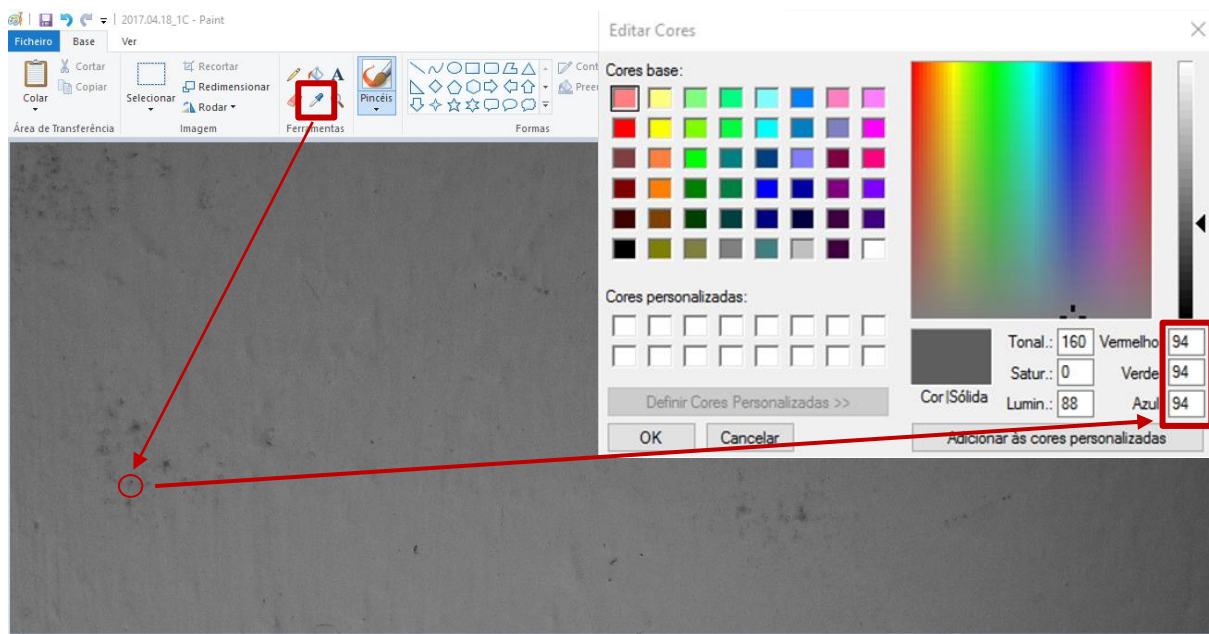 2017.04.18_1C - Paint
Ficheiro Base Ver
Colar
Cortar
Copiar
Área de Transferência
Selecionar
Recortar
Redimensionar
Rodar
Imagem
Ferramentas
Pincéis
Formas
Cont
Preen
Editar Cores
Cores base:
Cores personalizadas:
Definir Cores Personalizadas >>
OK Cancelar
Cor|Sólida
Tonal.: 160 Vermelho 94
Satur.: 0 Verde 94
Lumin.: 88 Azul 94
Adicionar às cores personalizadas